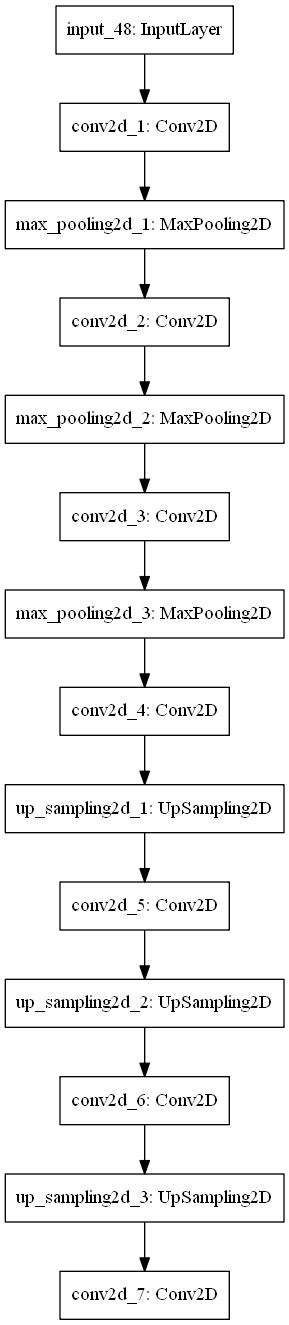 input_48: InputLayer
conv2d_1: Conv2D
max_pooling2d_1: MaxPooling2D
conv2d_2: Conv2D
max_pooling2d_2: MaxPooling2D
conv2d_3: Conv2D
max_pooling2d_3: MaxPooling2D
conv2d_4: Conv2D
up_sampling2d_1: UpSampling2D
conv2d_5: Conv2D
up_sampling2d_2: UpSampling2D
conv2d_6: Conv2D
up_sampling2d_3: UpSampling2D
conv2d_7: Conv2D